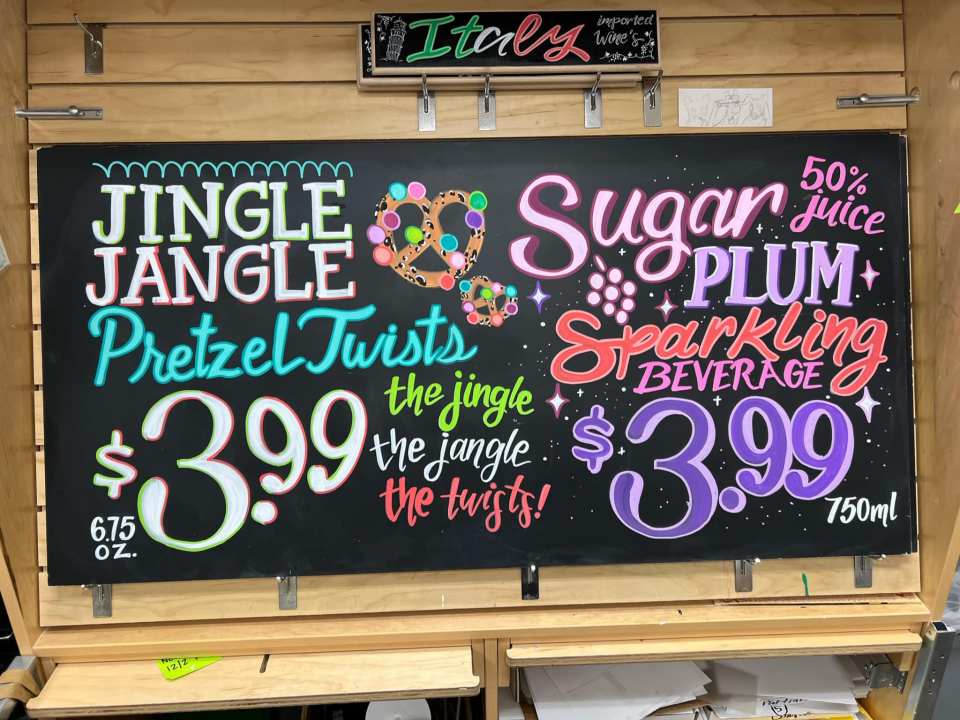 Italy
imported
Wine's
JINGLE
JANGLE
Pretzel Twists
$3.99
6.75
oz.
the jingle
the jangle
the twists!
Sugar
PLUM
Sparkling
BEVERAGE
50%
juice
$3.99
750ml